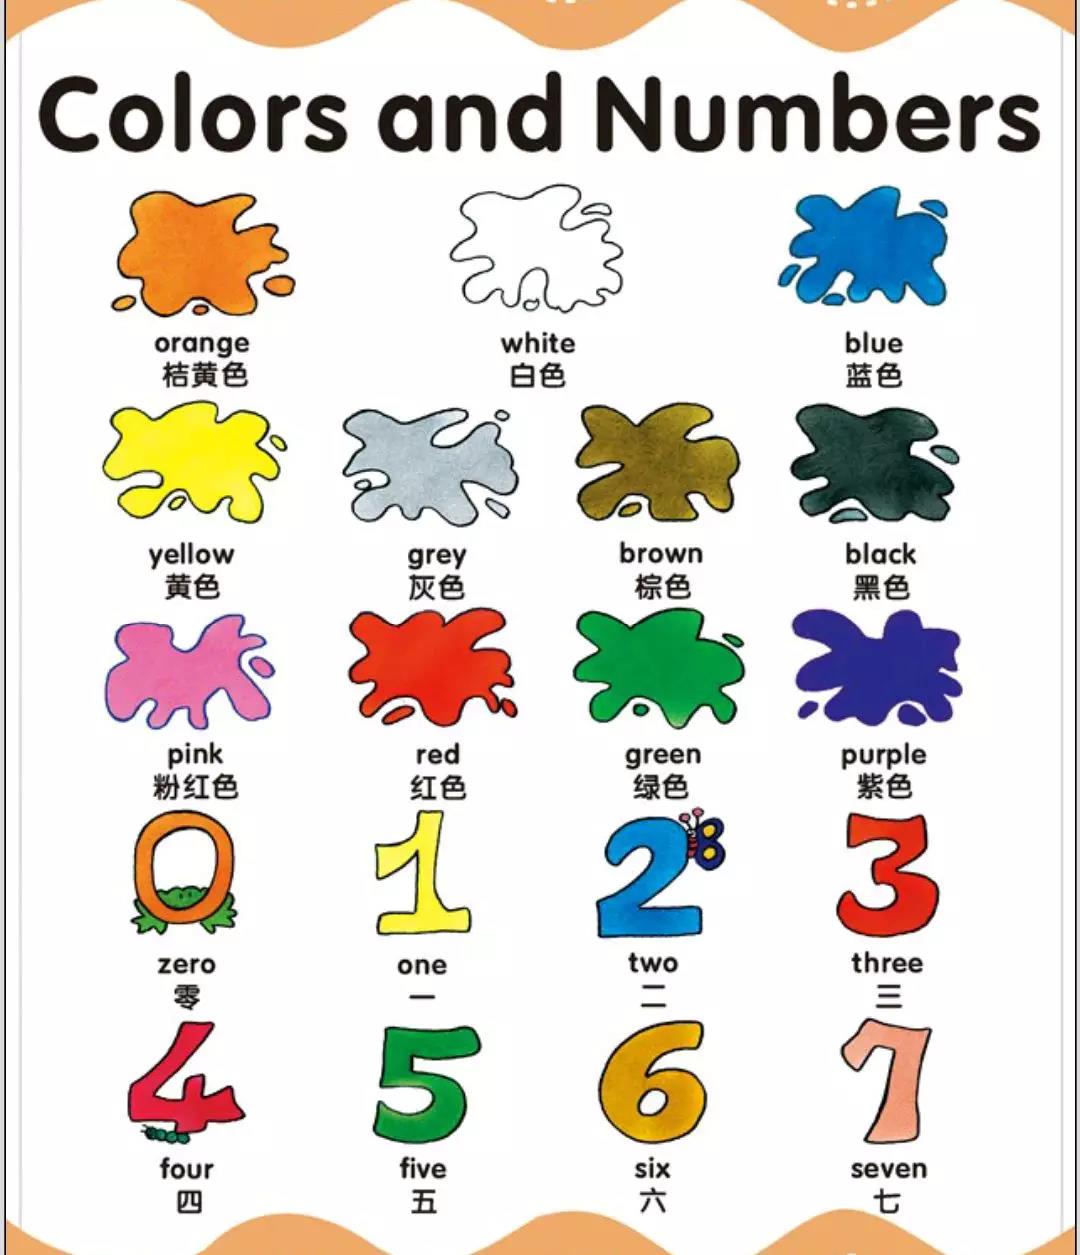 Colors and Numbers
orange white blue
桔黄色 白色 蓝色
yellow grey brown black
黄色 灰色 棕色 黑色
pink red green purple
粉红色 红色 绿色 紫色
0 1 2 3
zero one two three
零 一 二 三
4 5 6 7
four five six seven
四 五 六 七